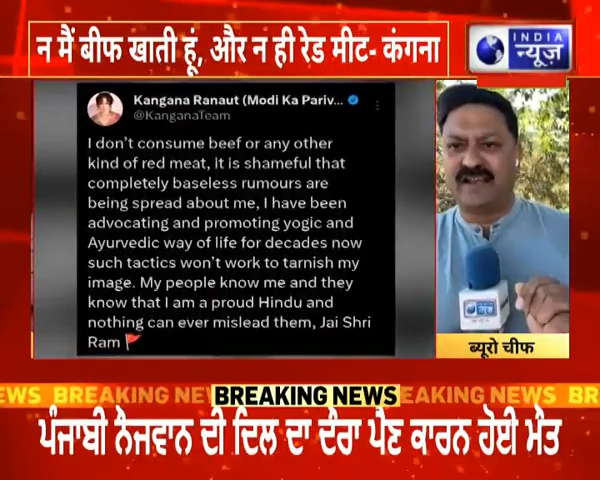 न मैं बीफ खाती हूं, और न ही रेड मीट- कंगना
INDIA
न्यूज़
Kangana Ranaut (Modi Ka Pariv...
@KanganaTeam
I don't consume beef or any other
kind of red meat, it is shameful that
completely baseless rumours are
being spread about me, I have been
advocating and promoting yogic and
Ayurvedic way of life for decades now
such tactics won't work to tarnish my
image. My people know me and they
know that I am a proud Hindu and
nothing can ever mislead them, Jai Shri
Ram 🚩
ब्यूरो चीफ
EWS BREAKING NEWS BREAKING NEWS BREAKING NEWS BR
ਪੰਜਾਬੀ ਨੌਜਵਾਨ ਦੀ ਦਿਲ ਦਾ ਦੌਰਾ ਪੈਣ ਕਾਰਨ ਹੋਈ ਮੌਤ